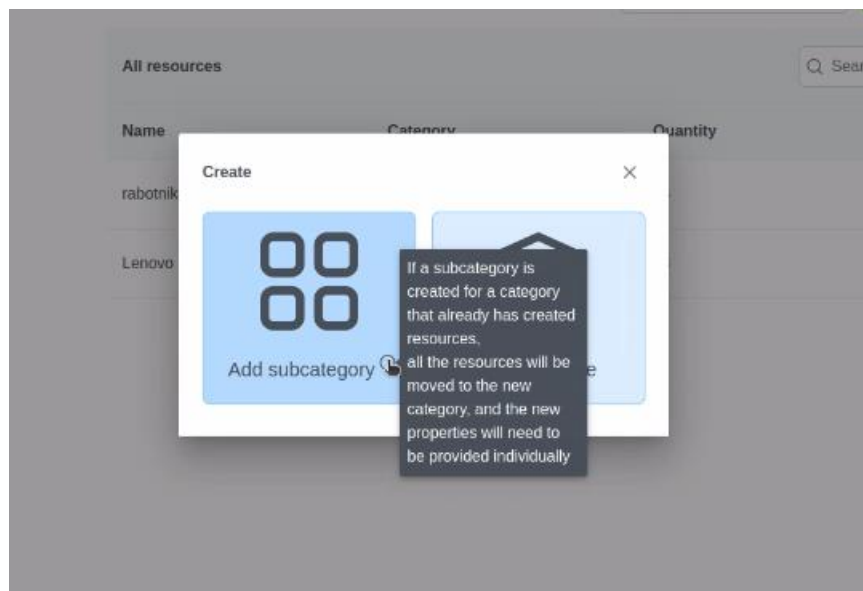 All resources
Sear
Name Category Quantity
Create
rabotnik
Lenovo
If a subcategory is
created for a category
that already has created
resources,
all the resources will be
moved to the new
category, and the new
properties will need to
be provided individually
Add subcategory
e